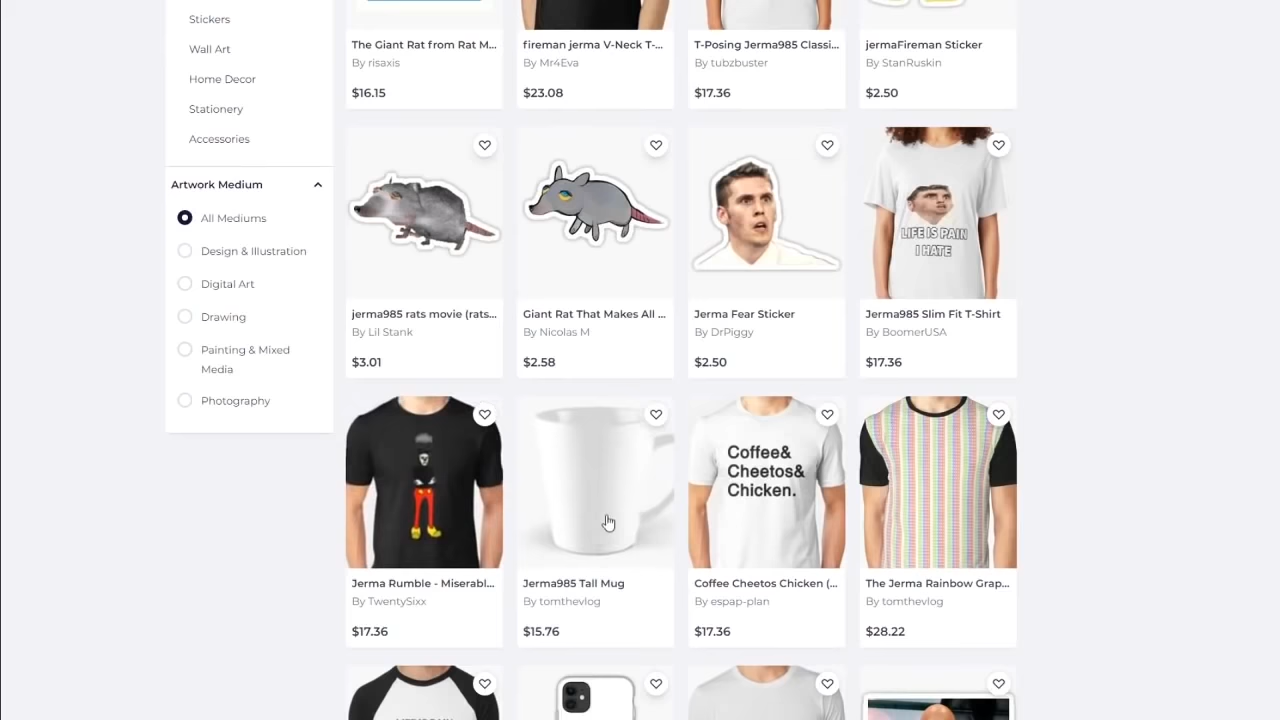 Stickers
Wall Art
Home Decor
Stationery
Accessories
Artwork Medium
All Mediums
Design & Illustration
Digital Art
Drawing
Painting & Mixed
Media
Photography
The Giant Rat from Rat M...
By risaxis
$16.15
fireman jerma V-Neck T-...
By Mr4Eva
$23.08
T-Posing Jerma985 Classi...
By tubzbuster
$17.36
jermaFireman Sticker
By StanRuskin
$2.50
jerma985 rats movie (rats...
By Lil Stank
$3.01
Giant Rat That Makes All ...
By Nicolas M
$2.58
Jerma Fear Sticker
By DrPiggy
$2.50
LIFE IS PAIN
I HATE
Jerma985 Slim Fit T-Shirt
By BoomerUSA
$17.36
Jerma Rumble - Miserabl...
By TwentySixx
$17.36
Jerma985 Tall Mug
By tomthevlog
$15.76
Coffee&
Cheetos&
Chicken.
Coffee Cheetos Chicken (...
By espap-plan
$17.36
The Jerma Rainbow Grap...
By tomthevlog
$28.22